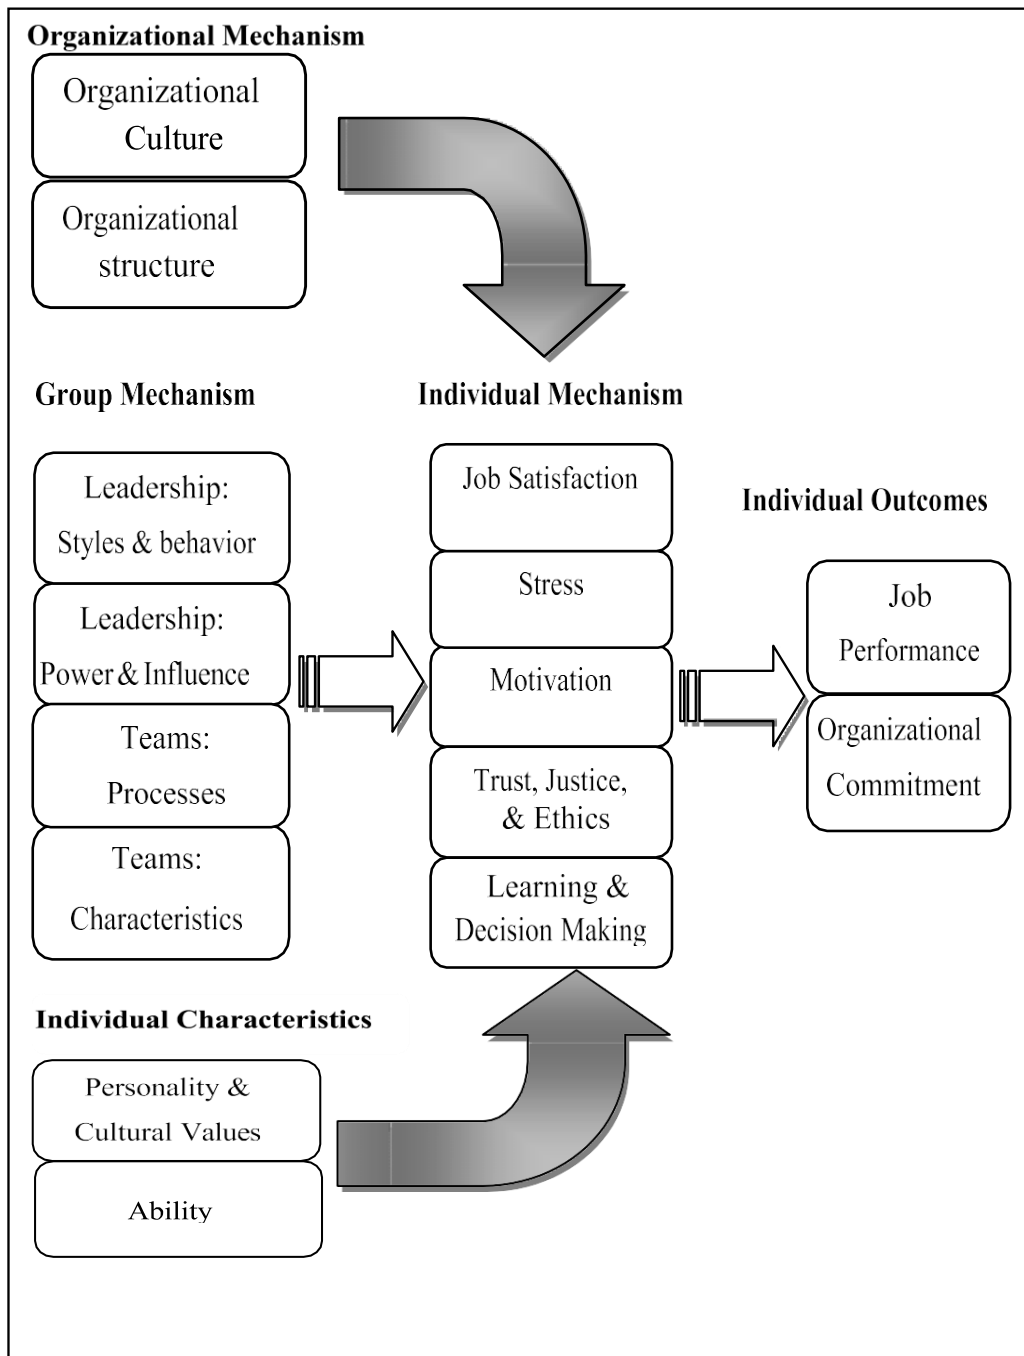 Organizational Mechanism
Organizational
Culture
Organizational
structure
Group Mechanism
Leadership:
Styles & behavior
Leadership:
Power & Influence
Teams:
Processes
Teams:
Characteristics
Individual Mechanism
Job Satisfaction
Stress
Motivation
Trust, Justice,
& Ethics
Learning &
Decision Making
Individual Outcomes
Job
Performance
Organizational
Commitment
Individual Characteristics
Personality &
Cultural Values
Ability